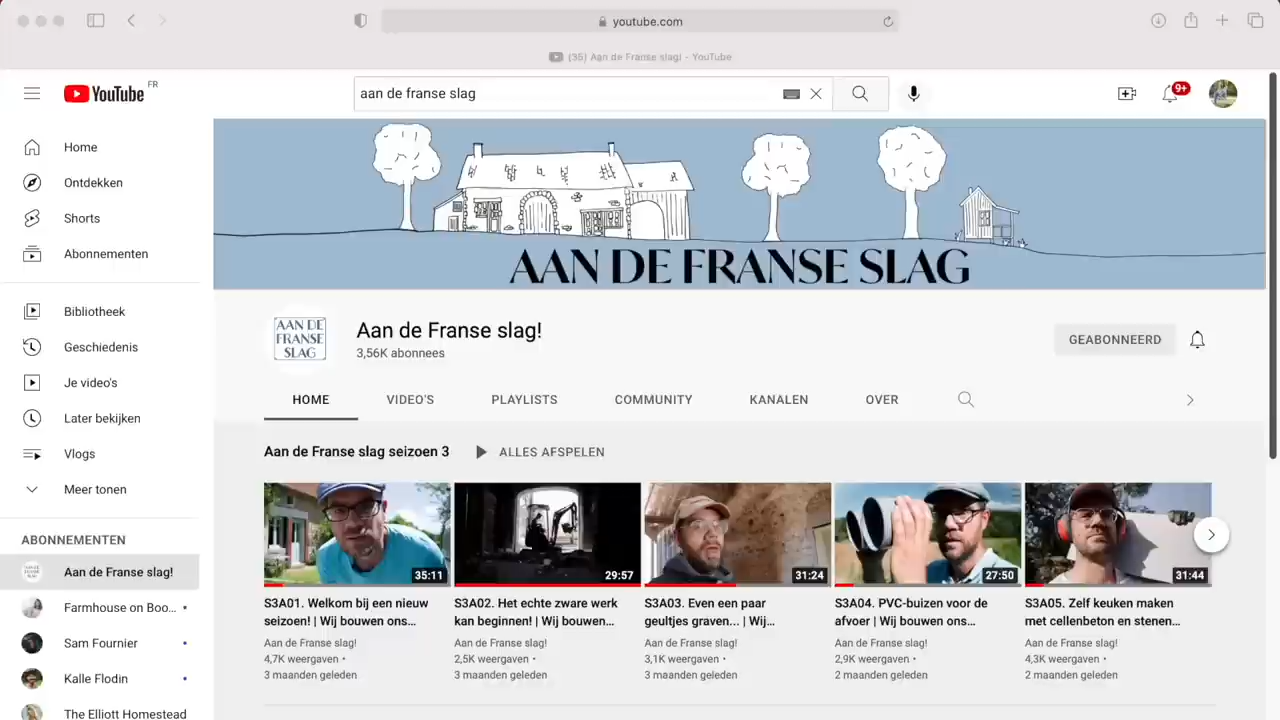 youtube.com
(35) Aan de Franse slag! - YouTube
YouTube FR
aan de franse slag
9+
Home
Ontdekken
Shorts
Abonnementen
Bibliotheek
Geschiedenis
Je video's
Later bekijken
Vlogs
Meer tonen
ABONNEMENTEN
Aan de Franse slag!
Farmhouse on Boo...
Sam Fournier
Kalle Flodin
The Elliott Homestead
AAN DE FRANSE SLAG
AAN DE
FRANSE
SLAG
Aan de Franse slag!
3,56K abonnees
GEABONNEERD
HOME VIDEO'S PLAYLISTS COMMUNITY KANALEN OVER
Aan de Franse slag seizoen 3 ALLES AFSPELEN
35:11
S3A01. Welkom bij een nieuw
seizoen! | Wij bouwen ons...
Aan de Franse slag!
4,7K weergaven •
3 maanden geleden
29:57
S3A02. Het echte zware werk
kan beginnen! | Wij bouwen...
Aan de Franse slag!
2,5K weergaven •
3 maanden geleden
31:24
S3A03. Even een paar
geultjes graven... | Wij...
Aan de Franse slag!
3,1K weergaven •
3 maanden geleden
27:50
S3A04. PVC-buizen voor de
afvoer | Wij bouwen ons...
Aan de Franse slag!
2,9K weergaven •
2 maanden geleden
31:44
S3A05. Zelf keuken maken
met cellenbeton en stenen...
Aan de Franse slag!
4,3K weergaven •
2 maanden geleden